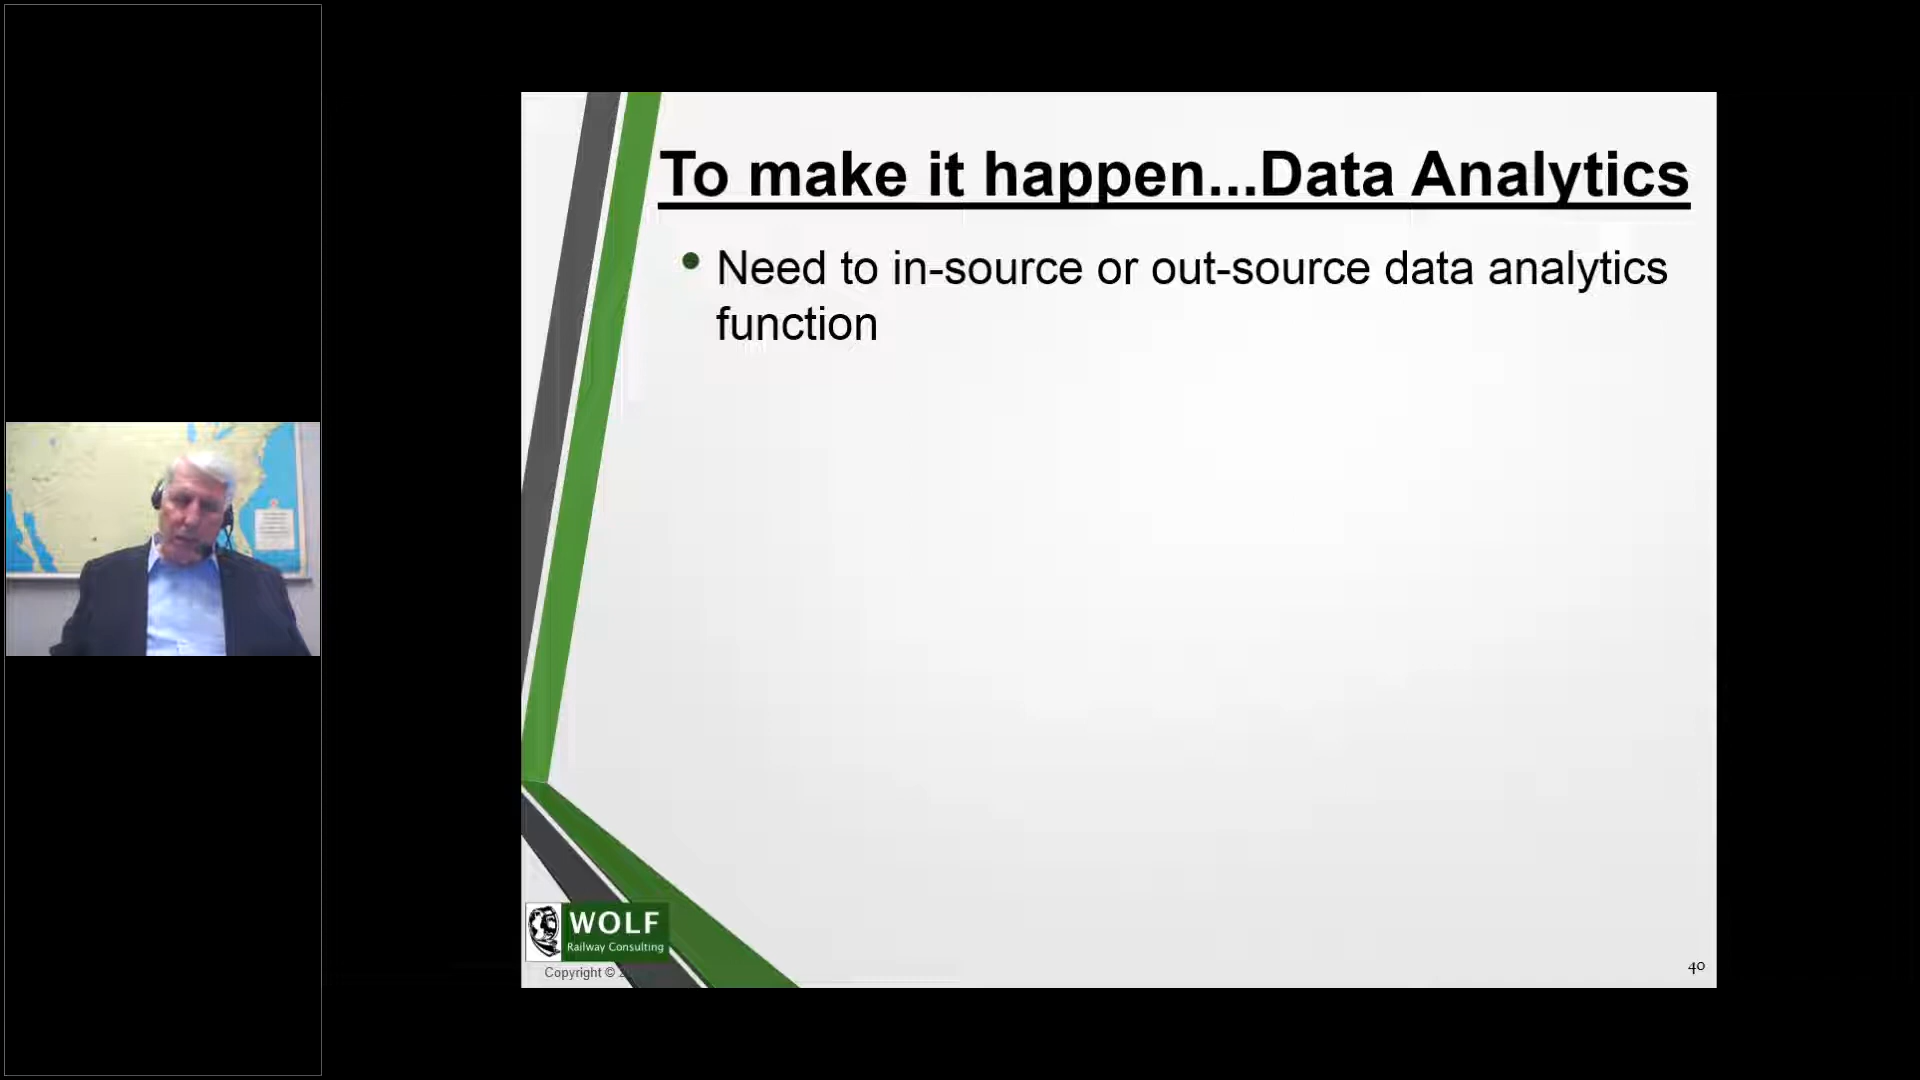 To make it happen...Data Analytics
• Need to in-source or out-source data analytics
function
WOLF
Railway Consulting
Copyright ©
40